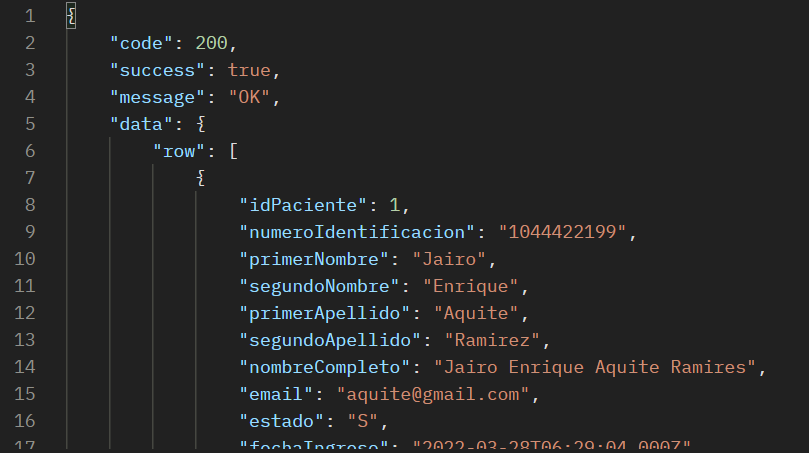 1 {
2 "code": 200,
3 "success": true,
4 "message": "OK",
5 "data": {
6 "row": [
7 {
8 "idPaciente": 1,
9 "numeroIdentificacion": "1044422199",
10 "primerNombre": "Jairo",
11 "segundoNombre": "Enrique",
12 "primerApellido": "Aquite",
13 "segundoApellido": "Ramirez",
14 "nombreCompleto": "Jairo Enrique Aquite Ramires",
15 "email": "aquite@gmail.com",
16 "estado": "S",
17 "fechaIngreso": "2022-03-28T06:29:04.000Z"